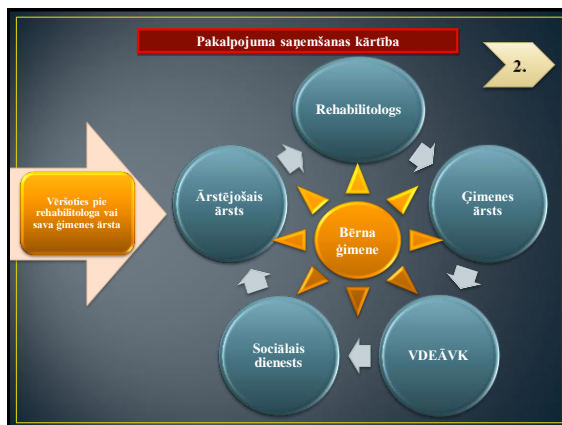 Pakalpojuma saņemšanas kārtība
2.
Rehabilitologs
Vēršoties pie
rehabilitologa vai
sava ģimenes ārsta
Ārstējošais
ārsts
Ģimenes
ārsts
Bērna
ģimene
Sociālais
dienests
VDEĀVK